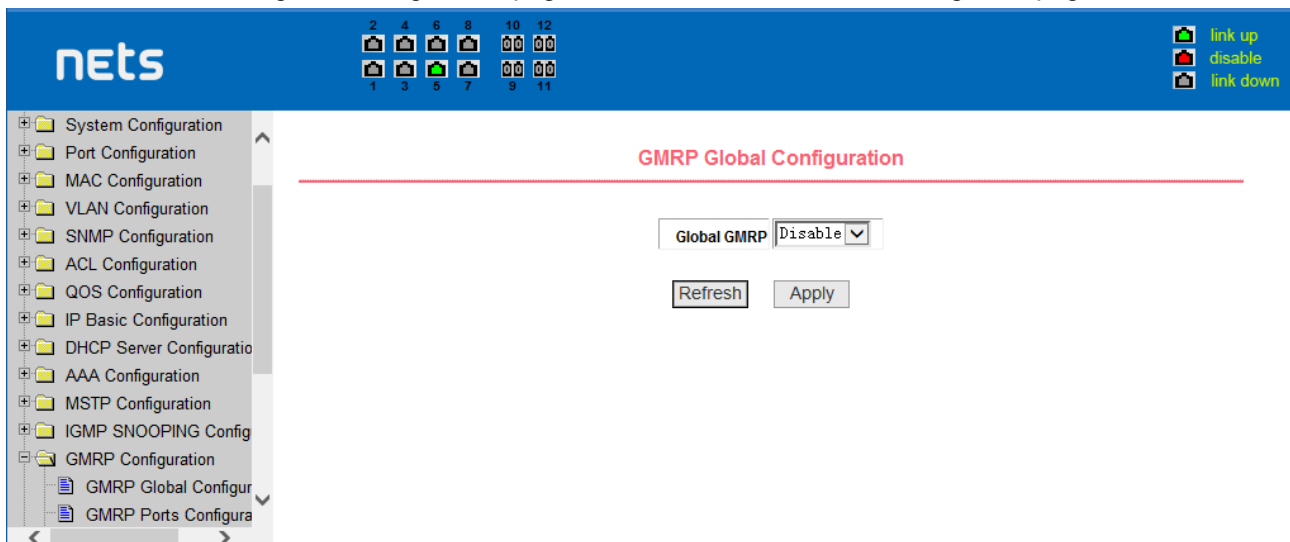 2 4 6 8 10 12
nets
1 3 5 7 9 11
link up
disable
link down
System Configuration
Port Configuration
MAC Configuration
VLAN Configuration
SNMP Configuration
ACL Configuration
QOS Configuration
IP Basic Configuration
DHCP Server Configuratio
AAA Configuration
MSTP Configuration
IGMP SNOOPING Config
GMRP Configuration
GMRP Global Configur
GMRP Ports Configura
GMRP Global Configuration
Global GMRP Disable
Refresh Apply